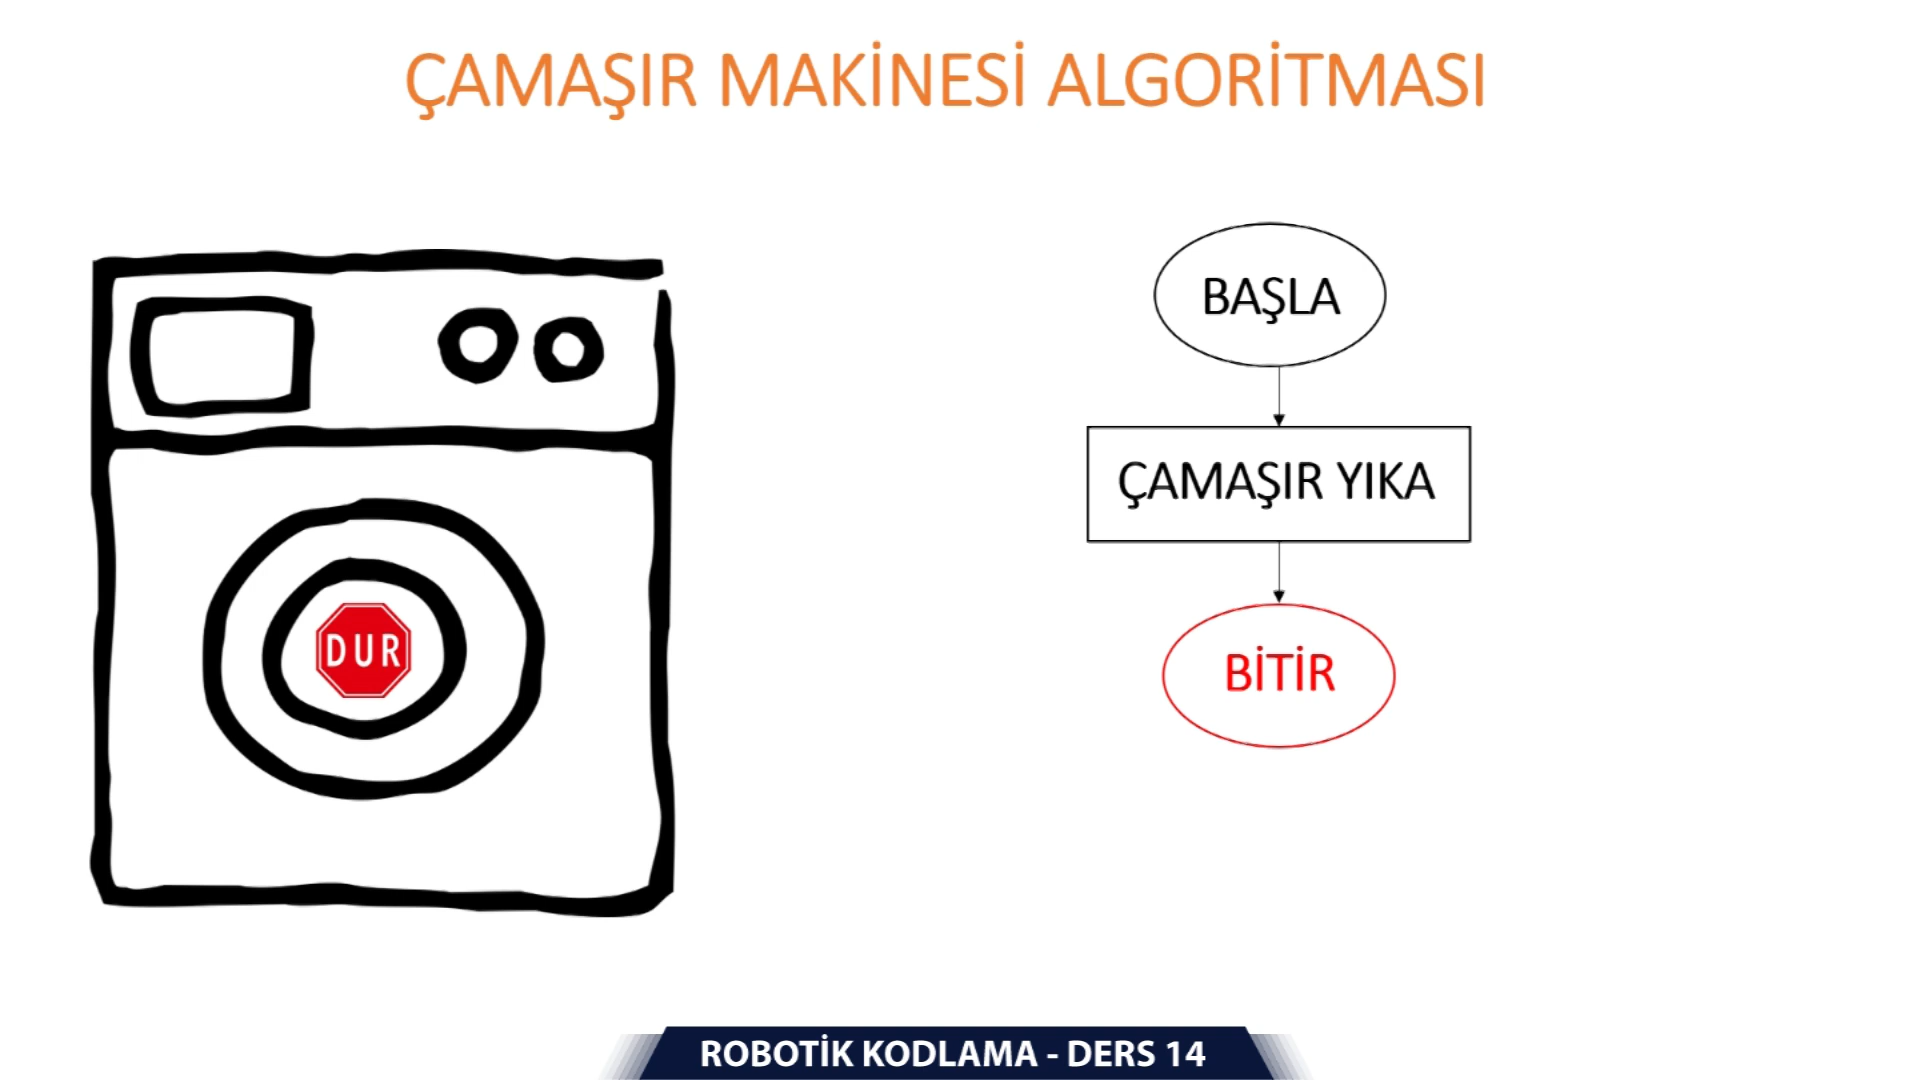 ÇAMAŞIR MAKİNESİ ALGORİTMASI
BAŞLA
ÇAMAŞIR YIKA
DUR
BİTİR
ROBOTİK KODLAMA - DERS 14